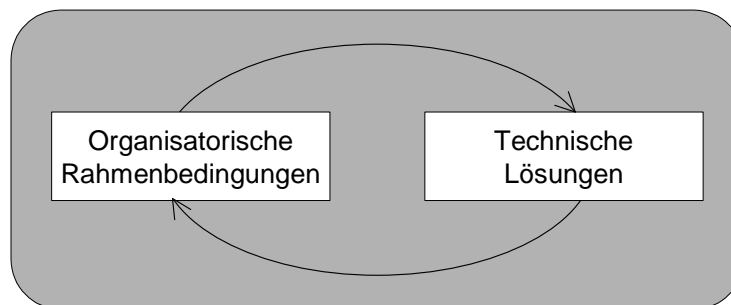 Organisatorische
Rahmenbedingungen
Technische
Lösungen